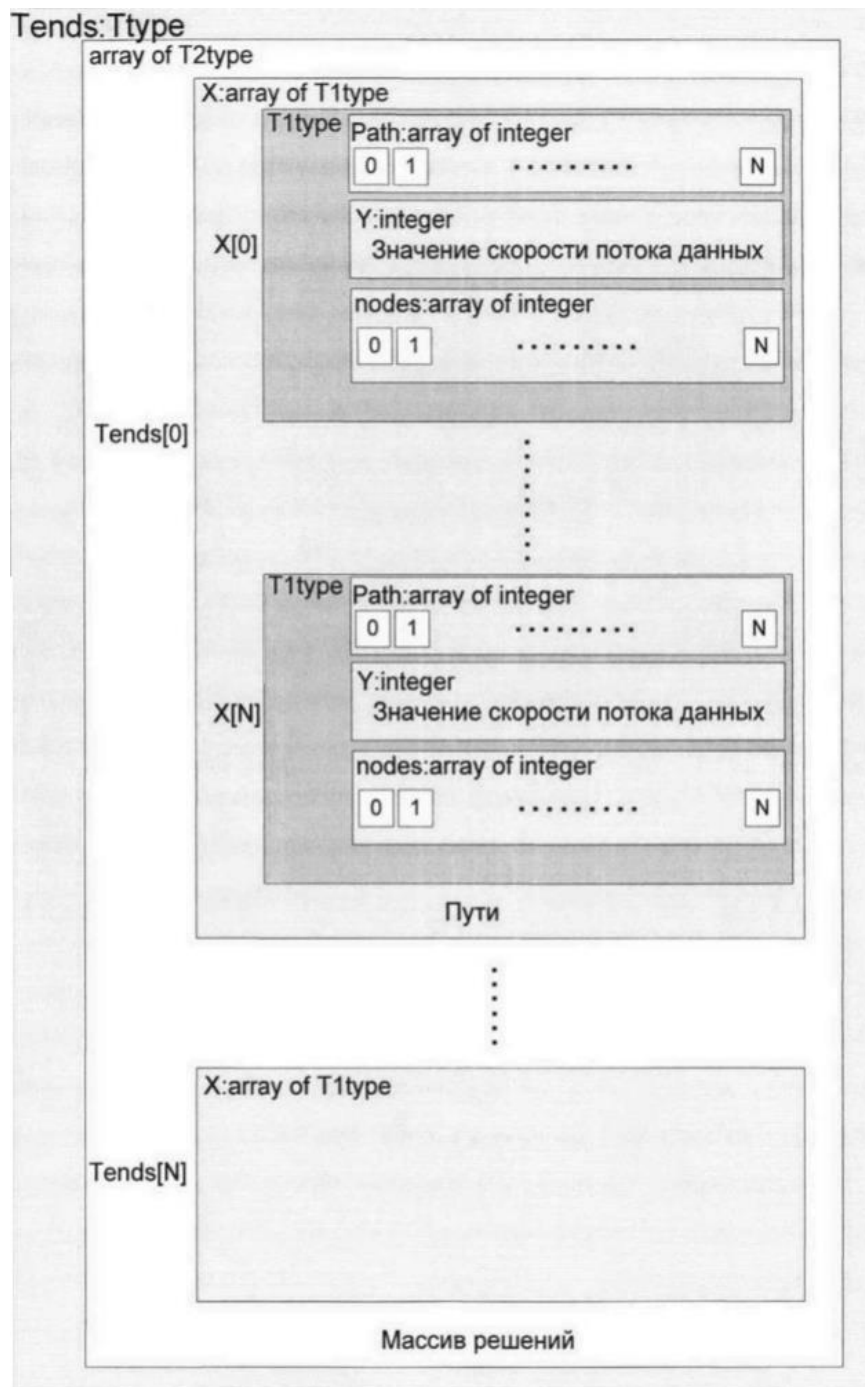 Tends:Ttype
array of T2type
X:array of T1type
T1type
Path:array of integer
0 1 ......... N
X[0]
Y:integer
Значение скорости потока данных
nodes:array of integer
0 1 ......... N
Tends[0]
T1type
Path:array of integer
0 1 ......... N
X[N]
Y:integer
Значение скорости потока данных
nodes:array of integer
0 1 ......... N
Пути
X:array of T1type
Tends[N]
Массив решений